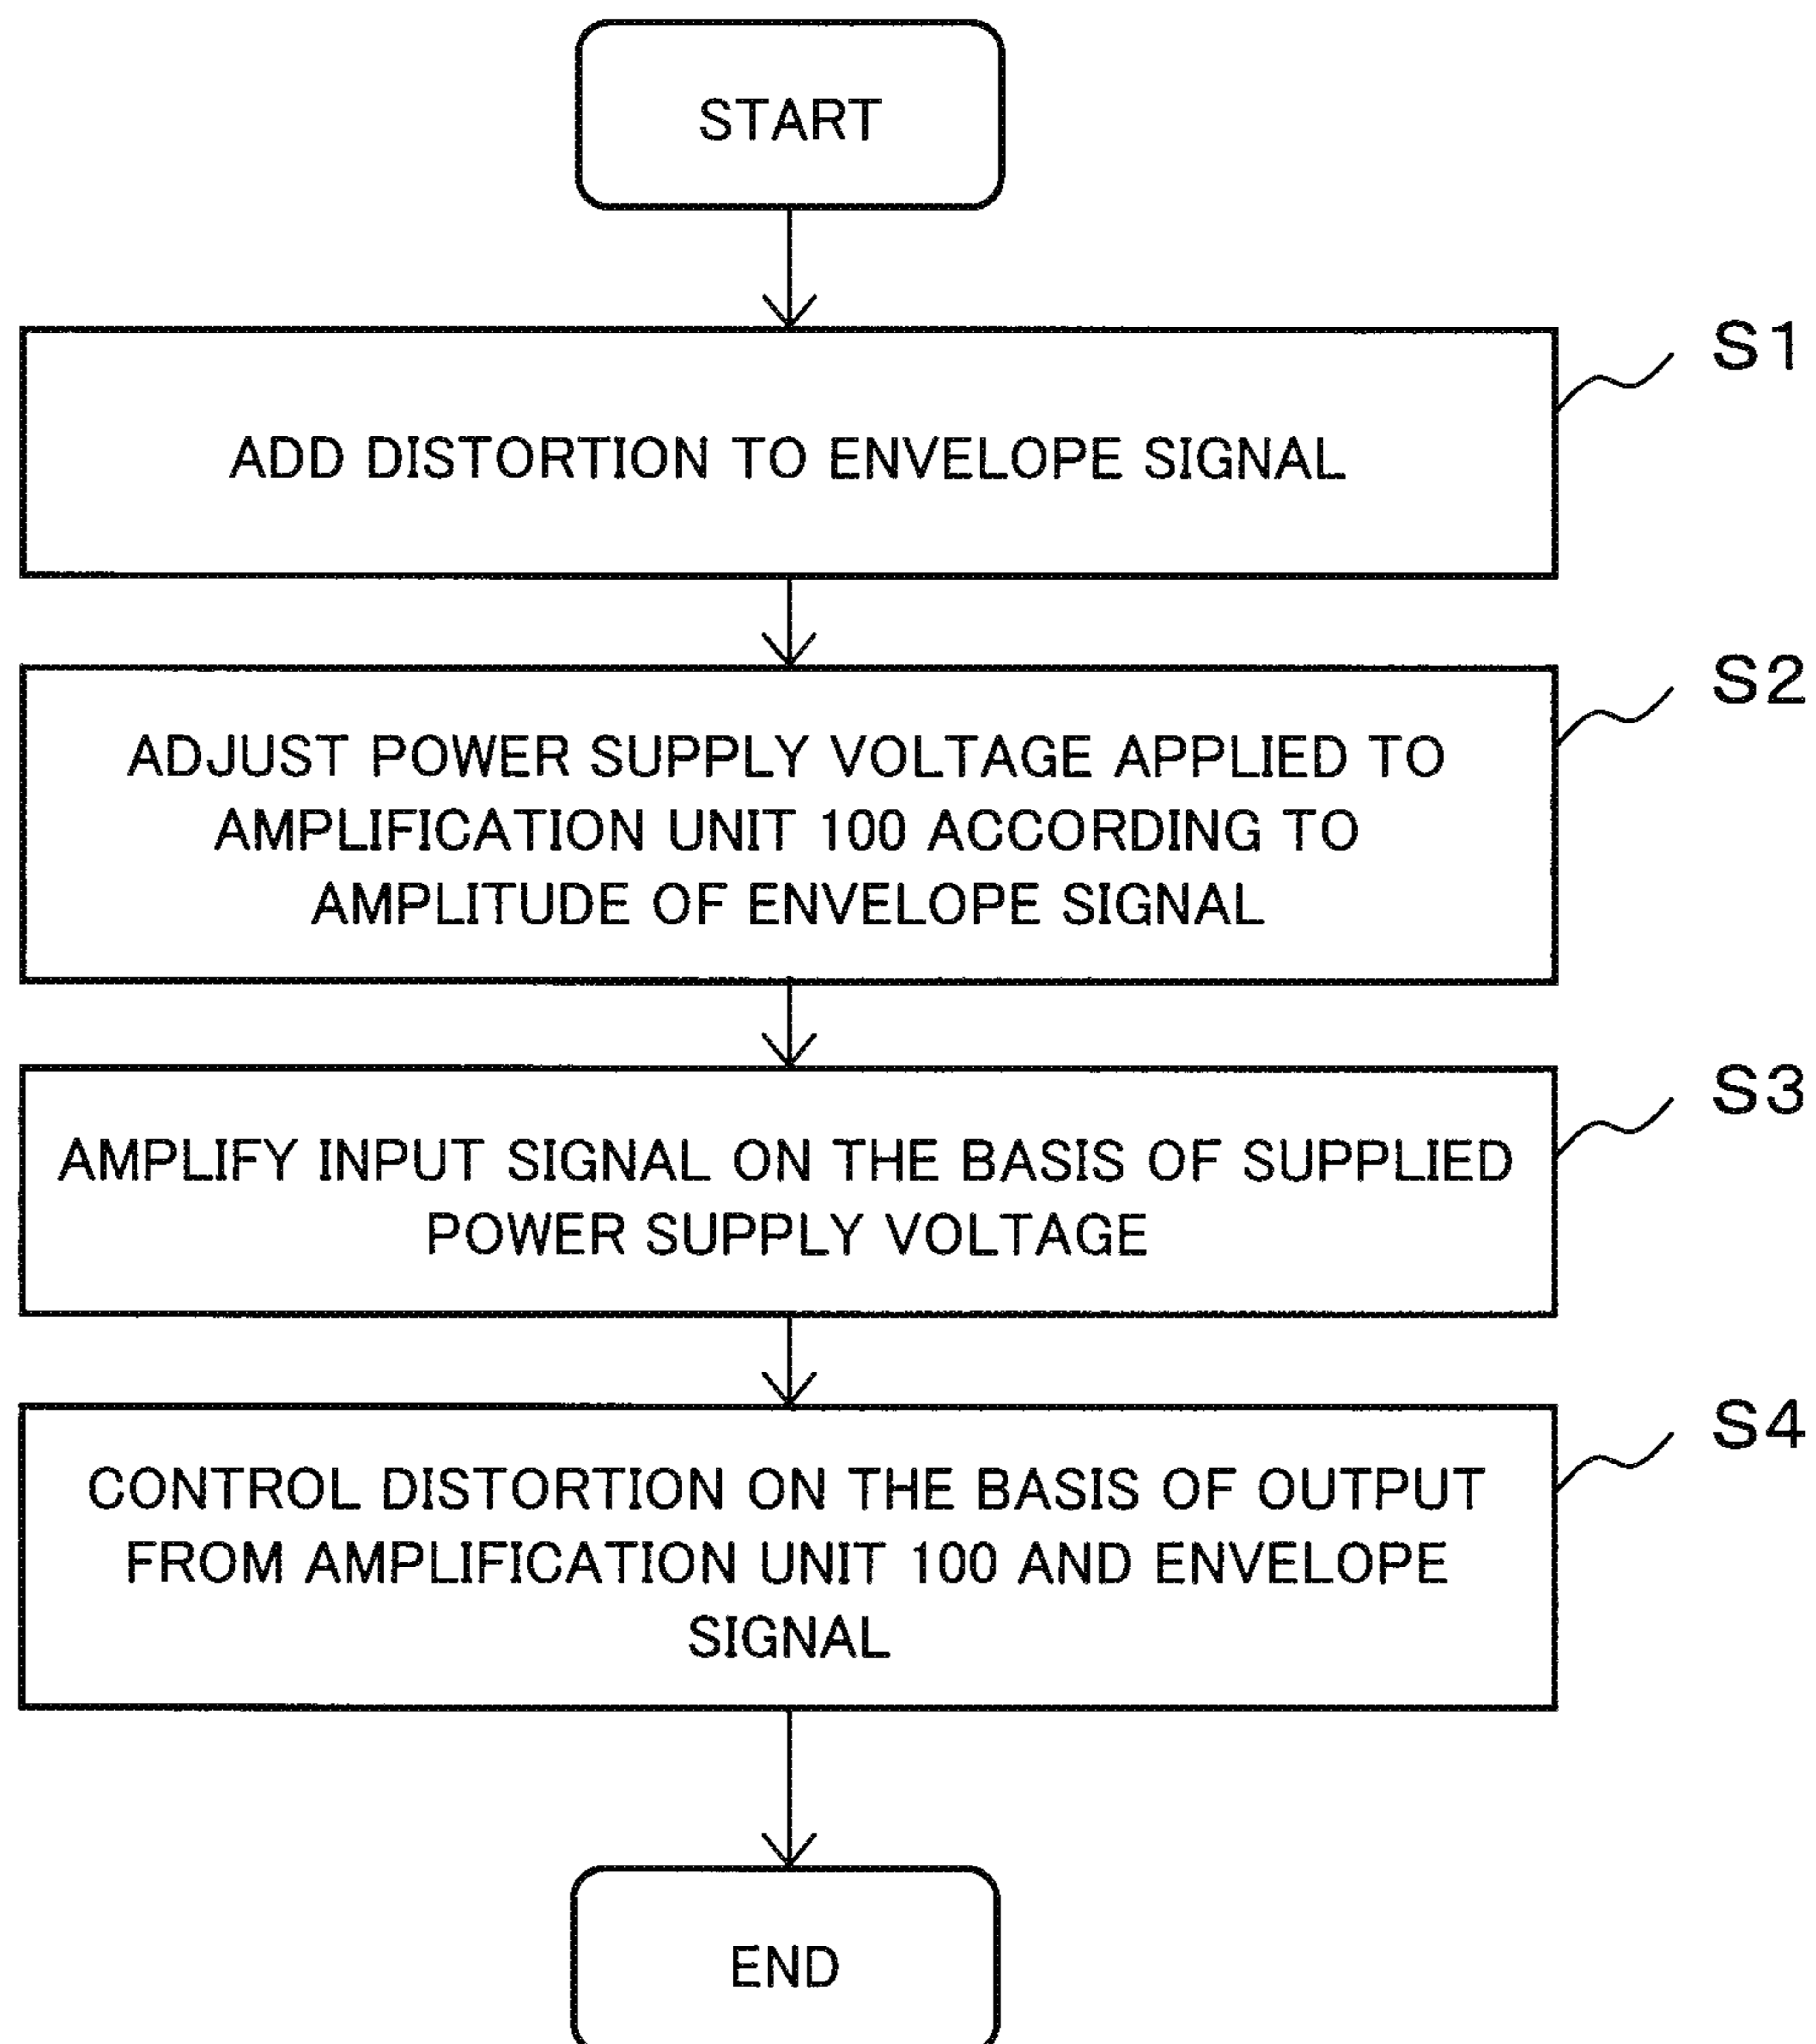 START
S1
ADD DISTORTION TO ENVELOPE SIGNAL
S2
ADJUST POWER SUPPLY VOLTAGE APPLIED TO
AMPLIFICATION UNIT 100 ACCORDING TO
AMPLITUDE OF ENVELOPE SIGNAL
S3
AMPLIFY INPUT SIGNAL ON THE BASIS OF SUPPLIED
POWER SUPPLY VOLTAGE
S4
CONTROL DISTORTION ON THE BASIS OF OUTPUT
FROM AMPLIFICATION UNIT 100 AND ENVELOPE
SIGNAL
END